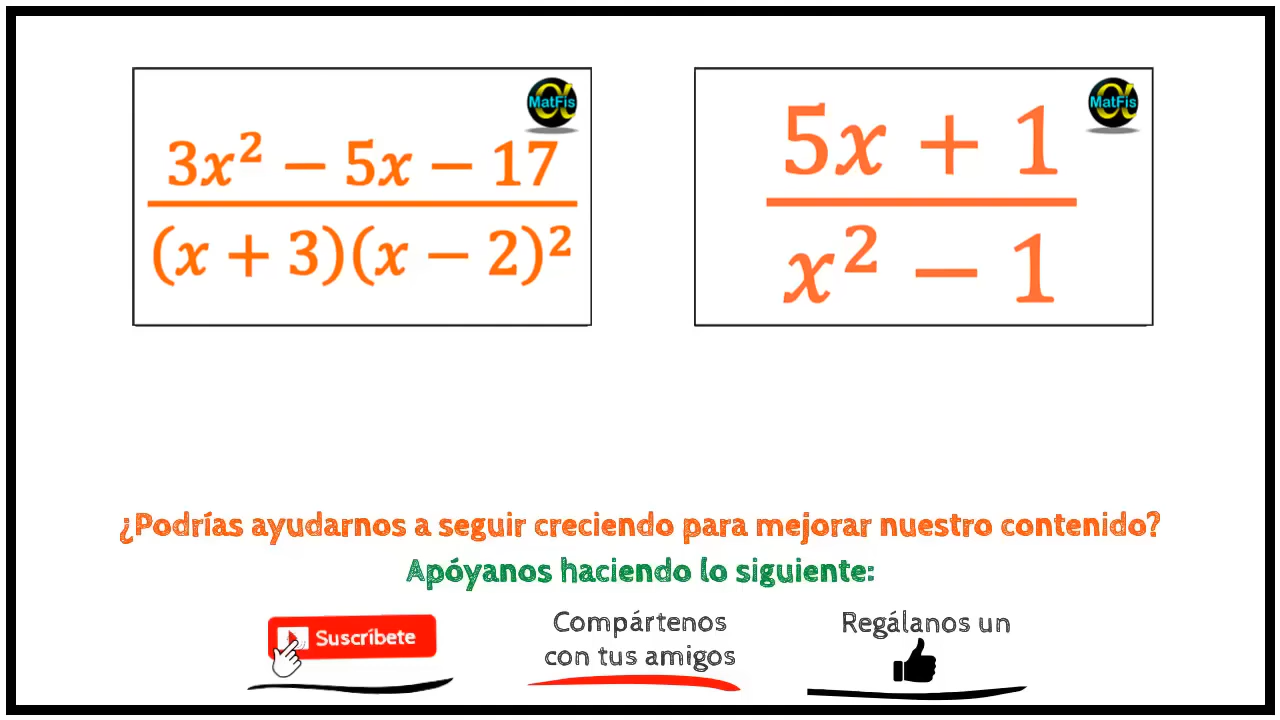 MatFis
3x² − 5x − 17
(x + 3)(x − 2)²
MatFis
5x + 1
x² − 1
¿Podrías ayudarnos a seguir creciendo para mejorar nuestro contenido?
Apóyanos haciendo lo siguiente:
Suscríbete
Compártenos
con tus amigos
Regálanos un